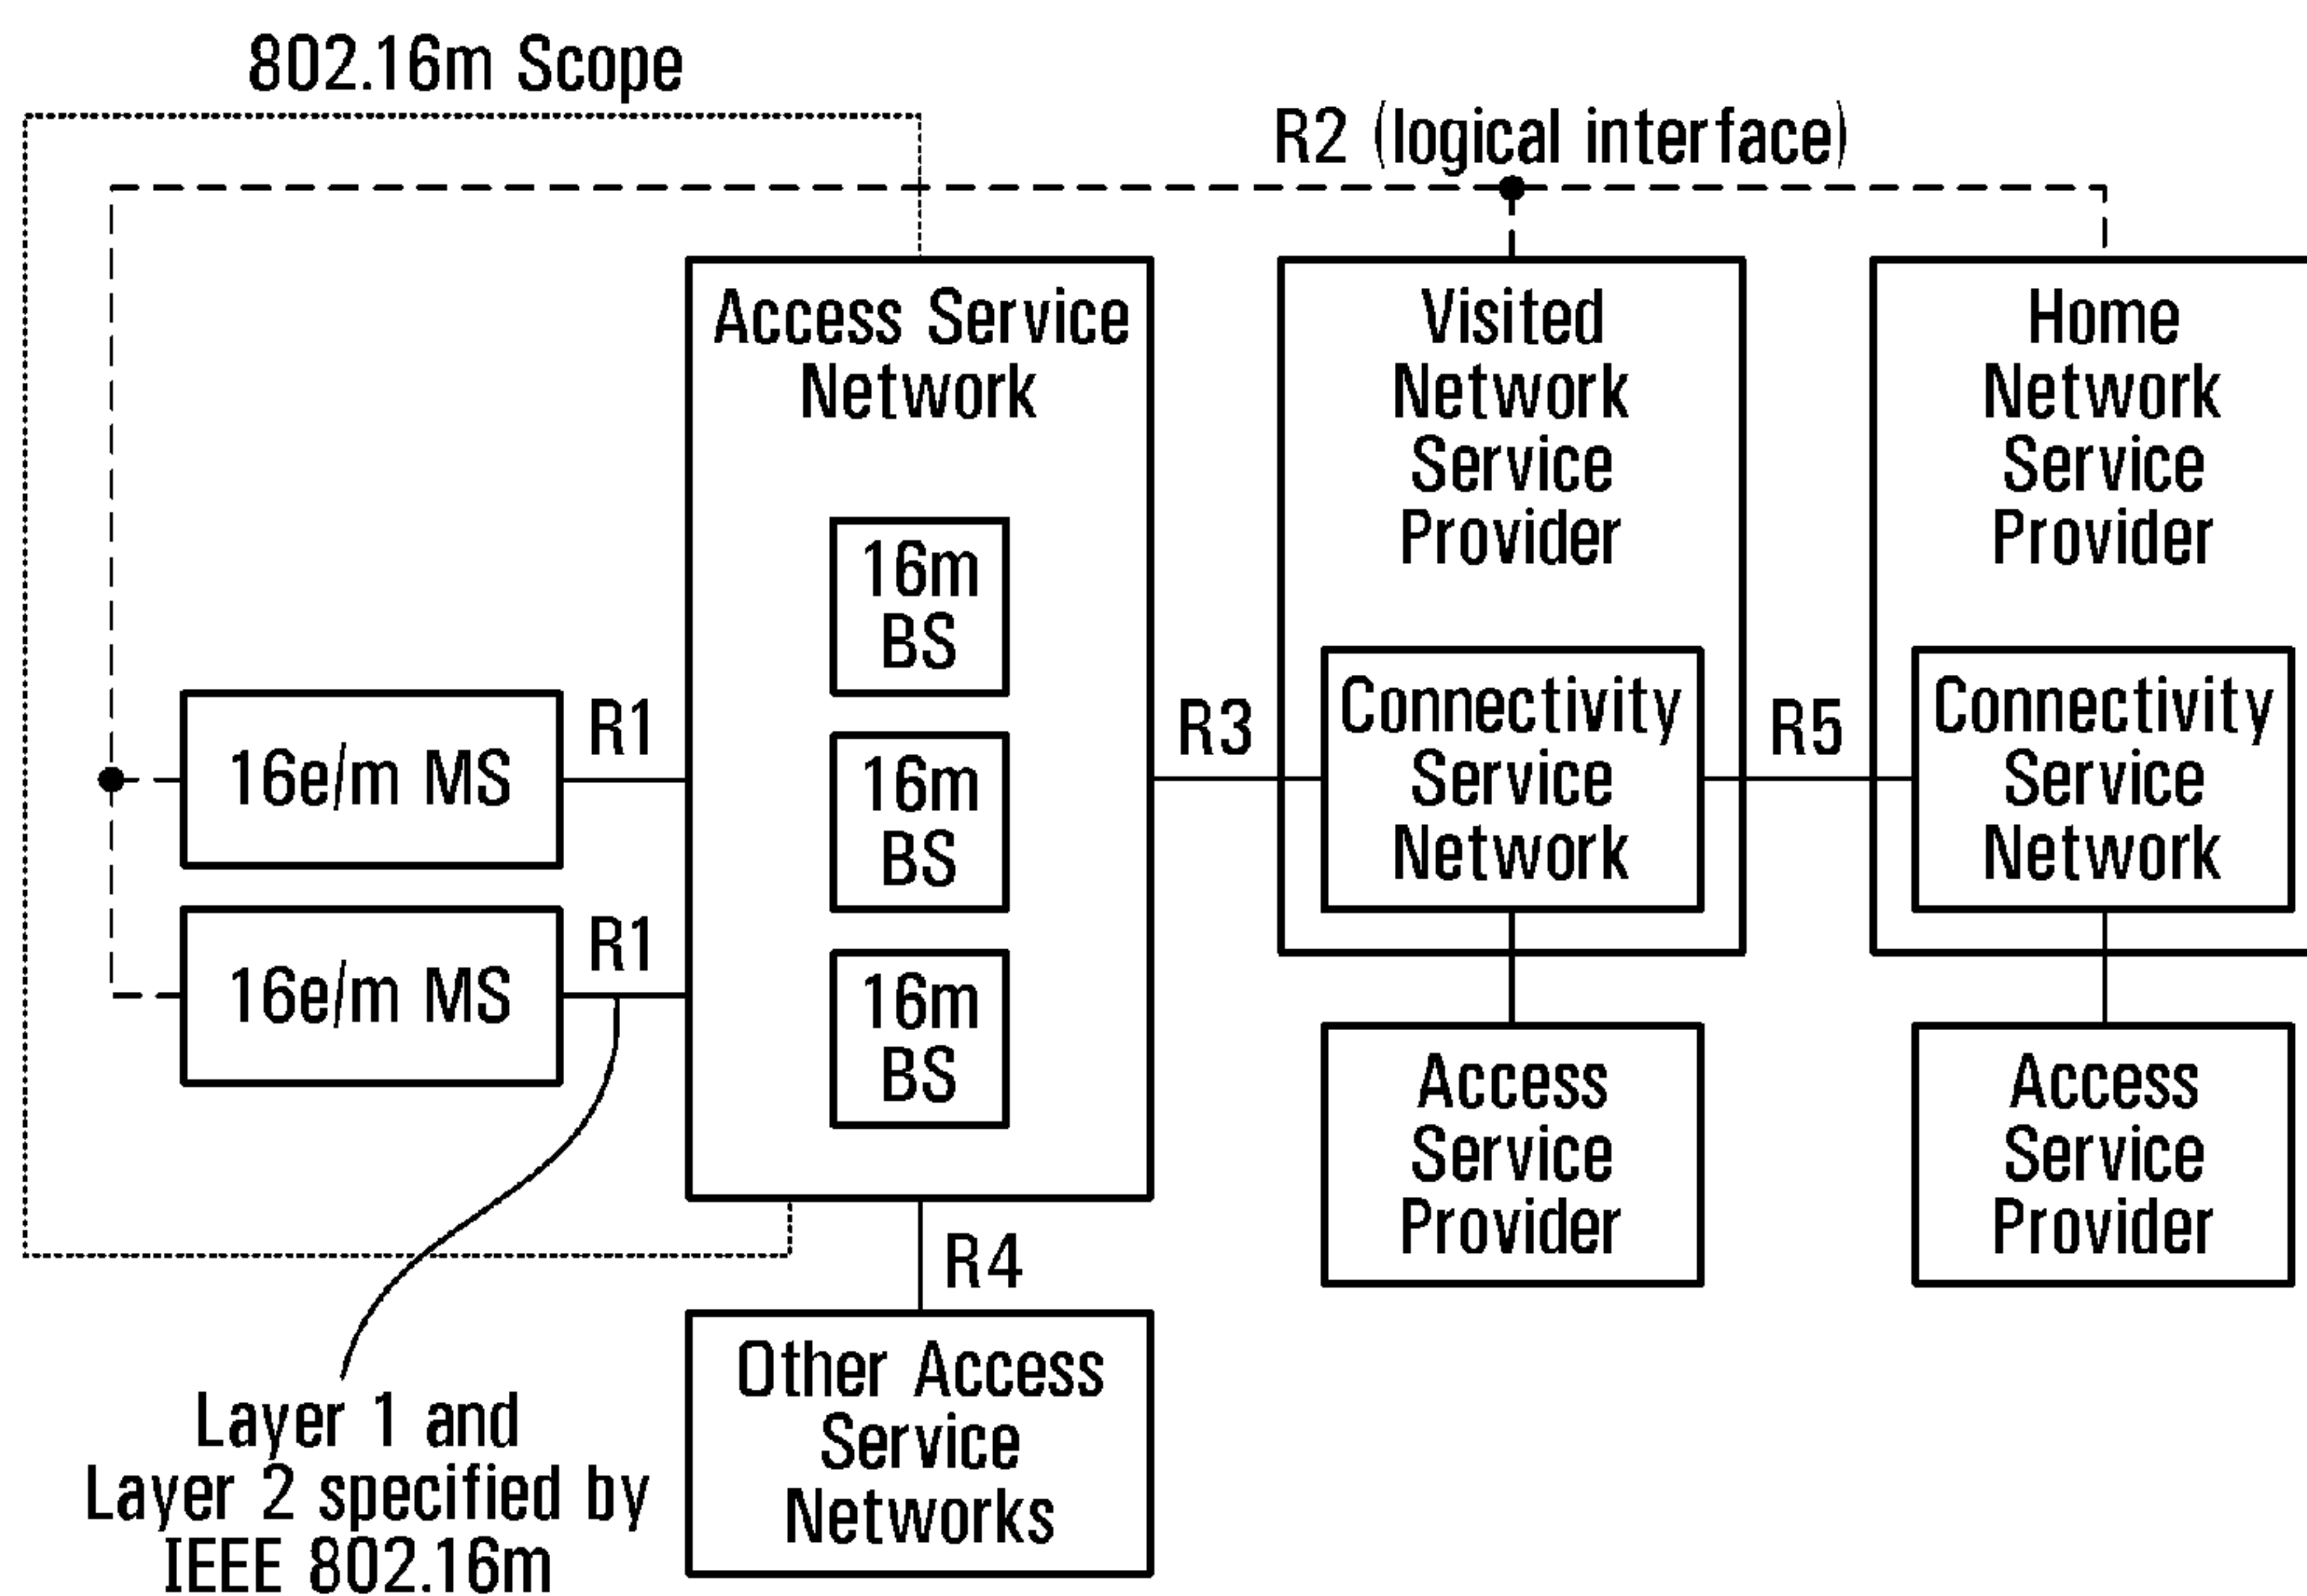 802.16m Scope
R2 (logical interface)
Access Service
Network
16m
BS
16m
BS
16m
BS
Visited
Network
Service
Provider
Home
Network
Service
Provider
16e/m MS
R1
16e/m MS
R1
R3
Connectivity
Service
Network
R5
Connectivity
Service
Network
Access
Service
Provider
Access
Service
Provider
R4
Other Access
Service
Networks
Layer 1 and
Layer 2 specified by
IEEE 802.16m